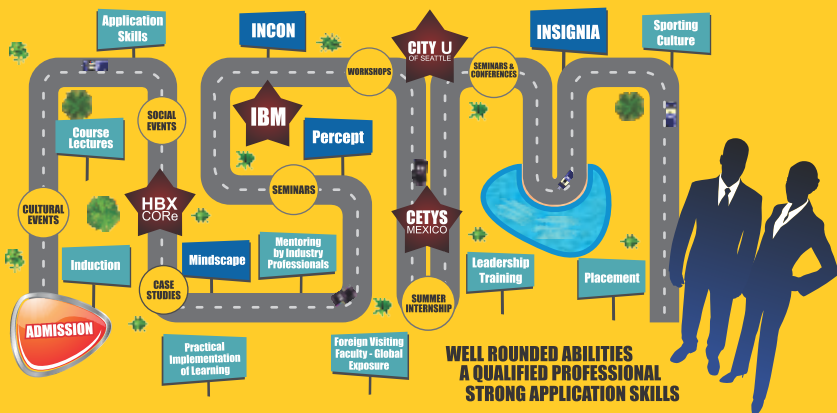 Application
Skills
INCON
CITY U
OF SEATTLE
INSIGNIA
Sporting
Culture
WORKSHOPS
SEMINARS &
CONFERENCES
SOCIAL
EVENTS
IBM
Course
Lectures
Percept
CULTURAL
EVENTS
HBX
CORe
SEMINARS
CETYS
MEXICO
Induction
Mindscape
Mentoring
by Industry
Professionals
Leadership
Training
Placement
CASE
STUDIES
SUMMER
INTERNSHIP
ADMISSION
Practical
Implementation
of Learning
Foreign Visiting
Faculty - Global
Exposure
WELL ROUNDED ABILITIES
A QUALIFIED PROFESSIONAL
STRONG APPLICATION SKILLS